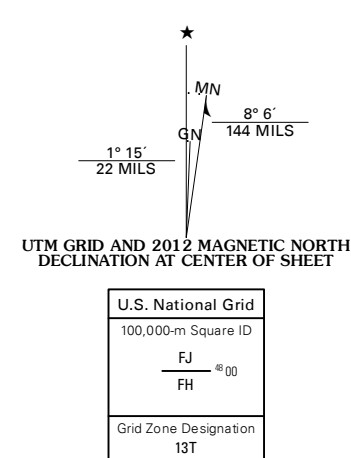 ★
MN
8° 6´
144 MILS
GN
1° 15´
22 MILS
UTM GRID AND 2012 MAGNETIC NORTH
DECLINATION AT CENTER OF SHEET
U.S. National Grid
100,000-m Square ID
FJ
48 00
FH
Grid Zone Designation
13T